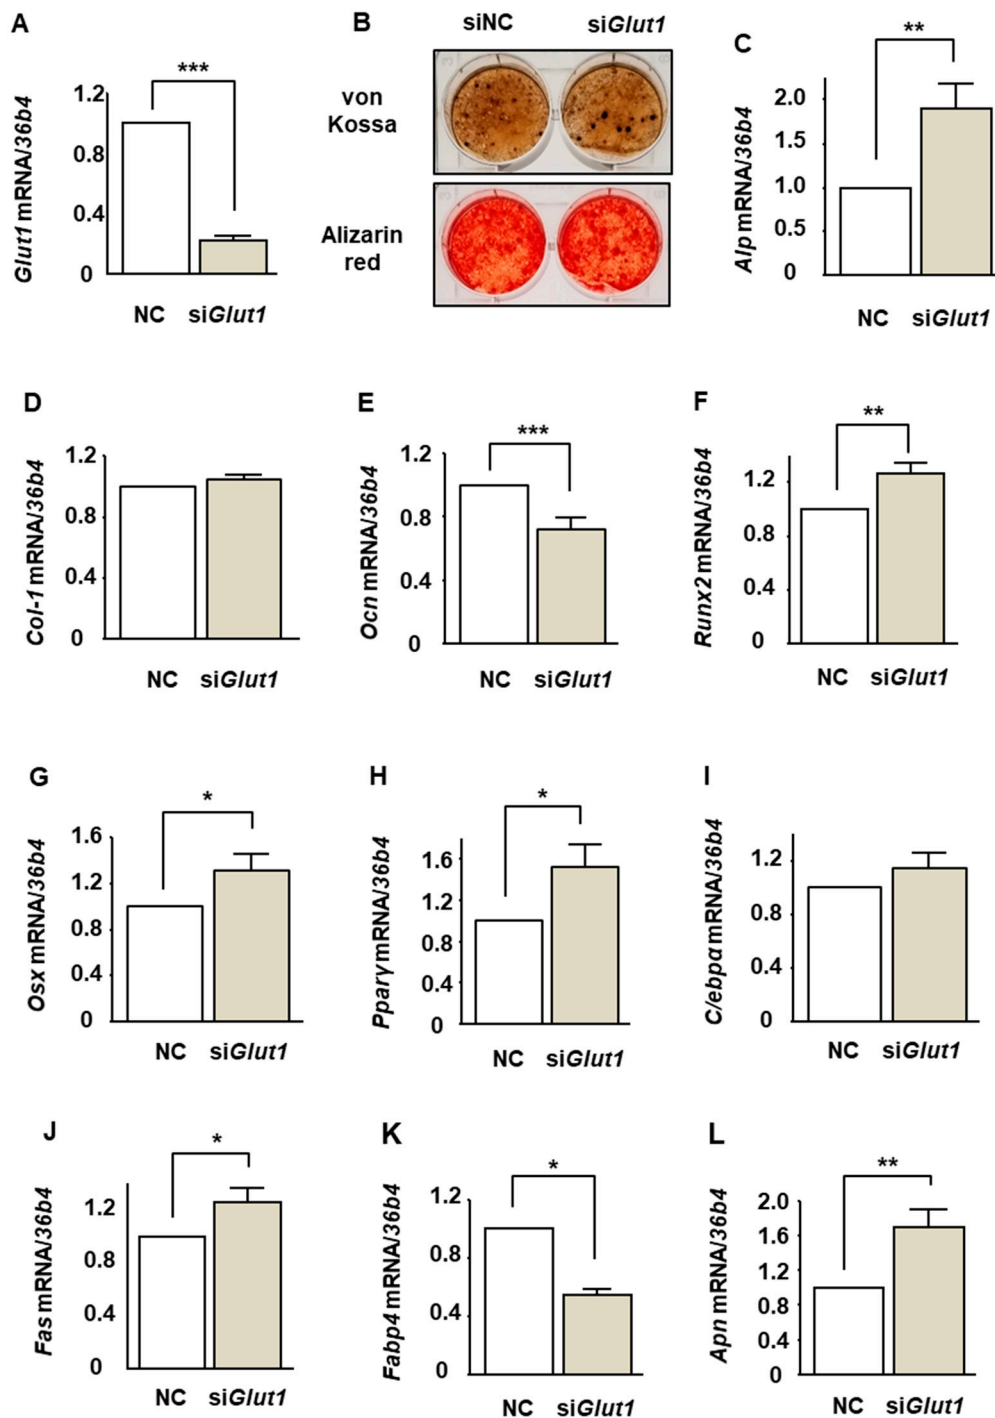 A
Glut1 mRNA/36b4
1.2
0.8
0.4
0
***
NC siGlut1
B
siNC siGlut1
von
Kossa
Alizarin
red
C
Alp mRNA/36b4
2.0
1.5
1.0
0.5
0
**
NC siGlut1
D
Col-1 mRNA/36b4
1.2
0.8
0.4
0
NC siGlut1
E
Ocn mRNA/36b4
1.2
0.8
0.4
0
***
NC siGlut1
F
Runx2 mRNA/36b4
1.2
0.8
0.4
0
**
NC siGlut1
G
Osx mRNA/36b4
1.6
1.2
0.8
0.4
0
*
NC siGlut1
H
Pparγ mRNA/36b4
1.6
1.2
0.8
0.4
0
*
NC siGlut1
I
C/ebpα mRNA/36b4
1.2
0.8
0.4
0
NC siGlut1
J
Fas mRNA/36b4
1.2
0.8
0.4
0
*
NC siGlut1
K
Fabp4 mRNA/36b4
1.2
0.8
0.4
0
*
NC siGlut1
L
Apn mRNA/36b4
2.0
1.6
1.2
0.8
0.4
0
**
NC siGlut1